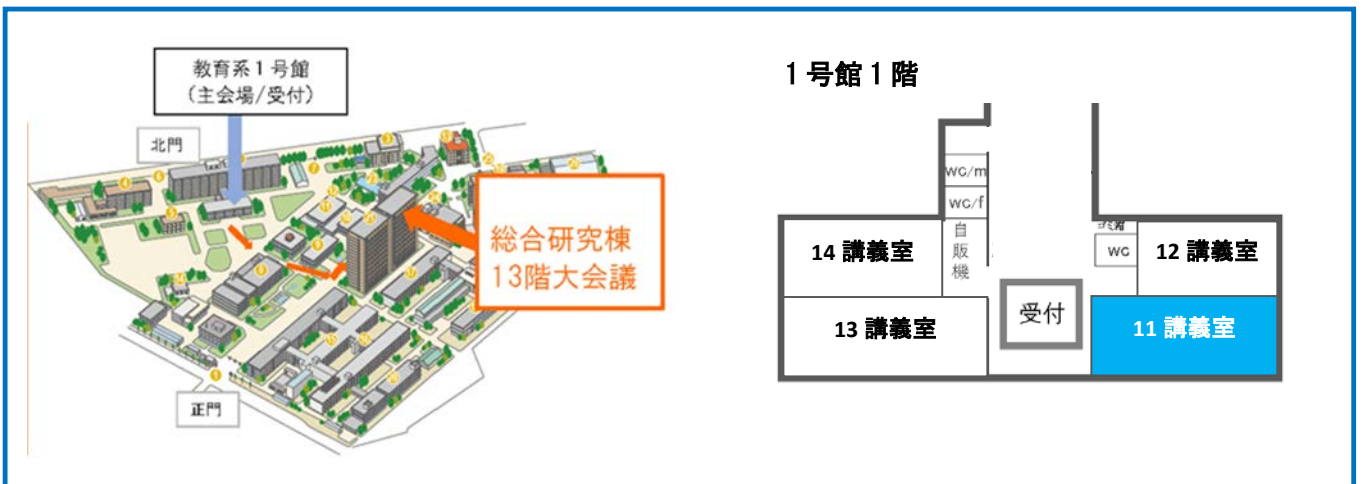 教育系１号館
（主会場/受付）
北門
総合研究棟
13階大会議
正門
１号館１階
WC/m
WC/f
自
販
機
14 講義室
13 講義室
受付
WC
12 講義室
11 講義室